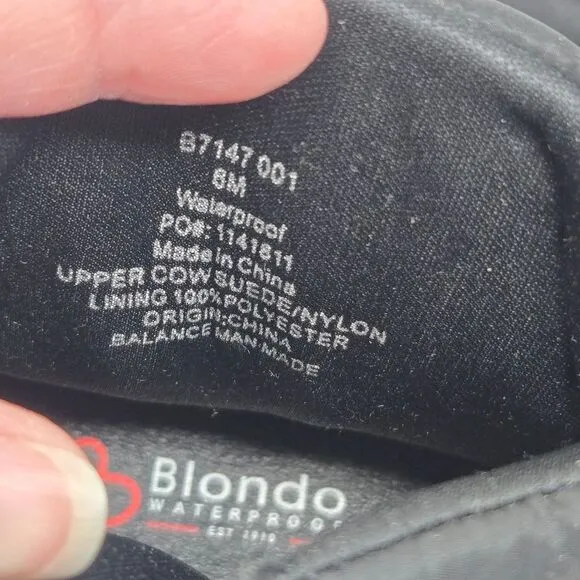 B7147 001
8M
Waterproof
PO#: 1141811
Made in China
UPPER COW SUEDE/NYLON
LINING 100%POLYESTER
ORIGIN:CHINA
BALANCE MAN MADE
Blondo
WATERPROOF
EST 1910